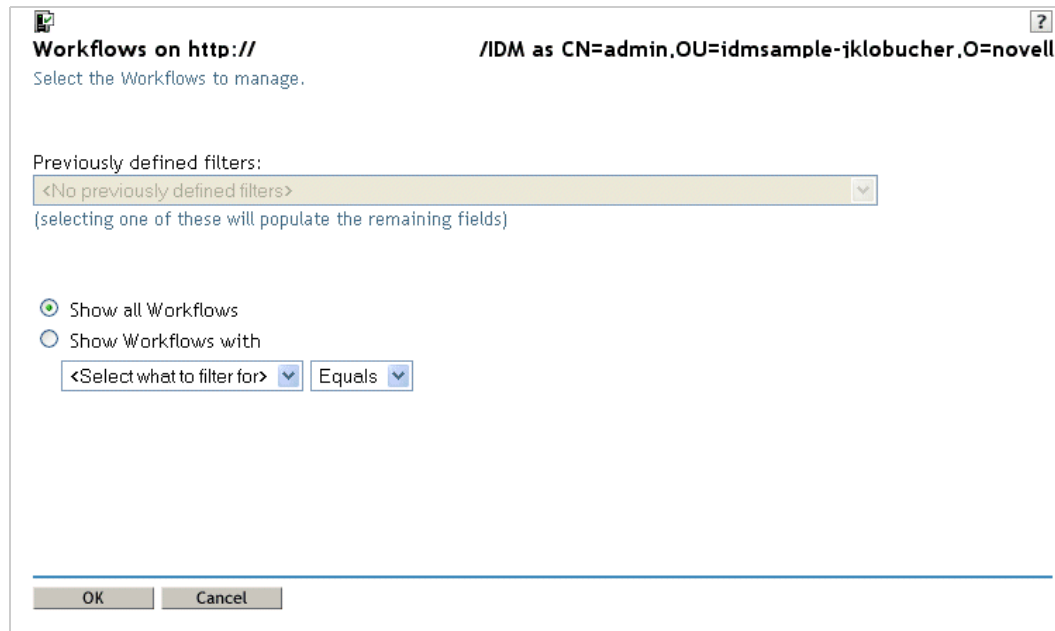 ?
Workflows on http:// /IDM as CN=admin,OU=idmsample-jklobucher,O=novell
Select the Workflows to manage.
Previously defined filters:
<No previously defined filters>
(selecting one of these will populate the remaining fields)
Show all Workflows
Show Workflows with
<Select what to filter for> Equals
OK Cancel